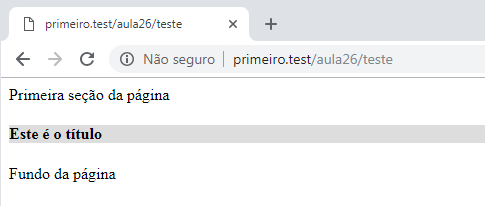 primeiro.test/aula26/teste
Não seguro | primeiro.test/aula26/teste
Primeira seção da página
Este é o título
Fundo da página